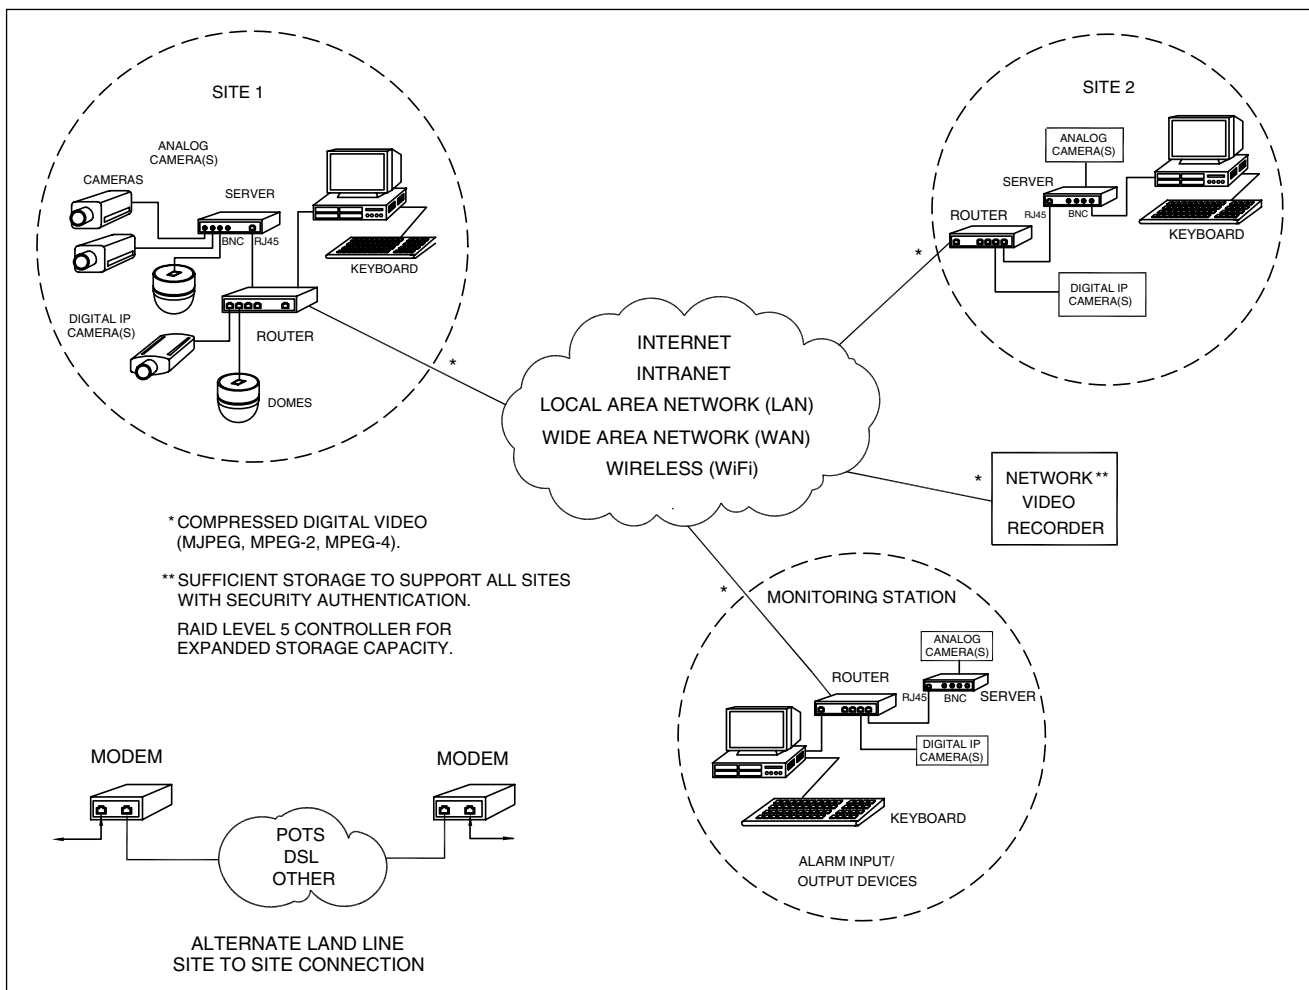 SITE 1
ANALOG
CAMERA(S)
CAMERAS
SERVER
BNC
RJ45
KEYBOARD
DIGITAL IP
CAMERA(S)
ROUTER
DOMES
SITE 2
ANALOG
CAMERA(S)
SERVER
ROUTER
RJ45
BNC
KEYBOARD
DIGITAL IP
CAMERA(S)
*
*
INTERNET
INTRANET
LOCAL AREA NETWORK (LAN)
WIDE AREA NETWORK (WAN)
WIRELESS (WiFi)
*
NETWORK **
VIDEO
RECORDER
* COMPRESSED DIGITAL VIDEO
(MJPEG, MPEG-2, MPEG-4).
** SUFFICIENT STORAGE TO SUPPORT ALL SITES
WITH SECURITY AUTHENTICATION.
RAID LEVEL 5 CONTROLLER FOR
EXPANDED STORAGE CAPACITY.
*
MONITORING STATION
ANALOG
CAMERA(S)
ROUTER
RJ45
BNC
SERVER
DIGITAL IP
CAMERA(S)
KEYBOARD
ALARM INPUT/
OUTPUT DEVICES
MODEM
MODEM
POTS
DSL
OTHER
ALTERNATE LAND LINE
SITE TO SITE CONNECTION